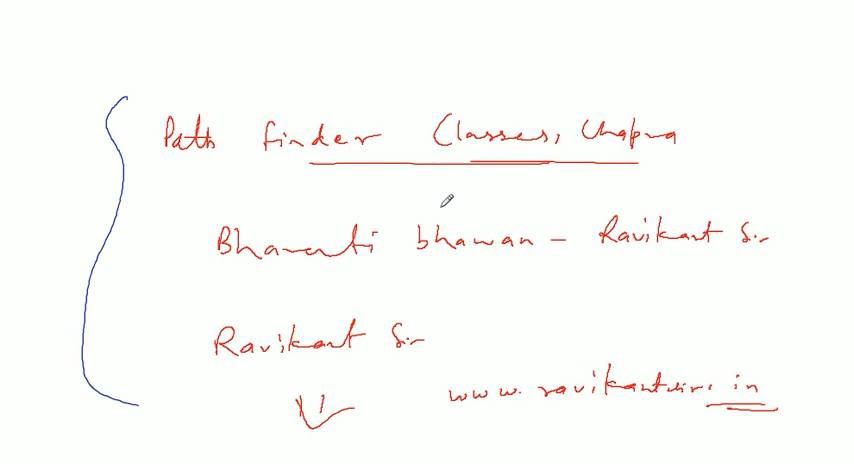 Path finder Classes, Chapra
Bharati bhawan - Ravikant Sir
Ravikant Sir
www.ravikantsir.in